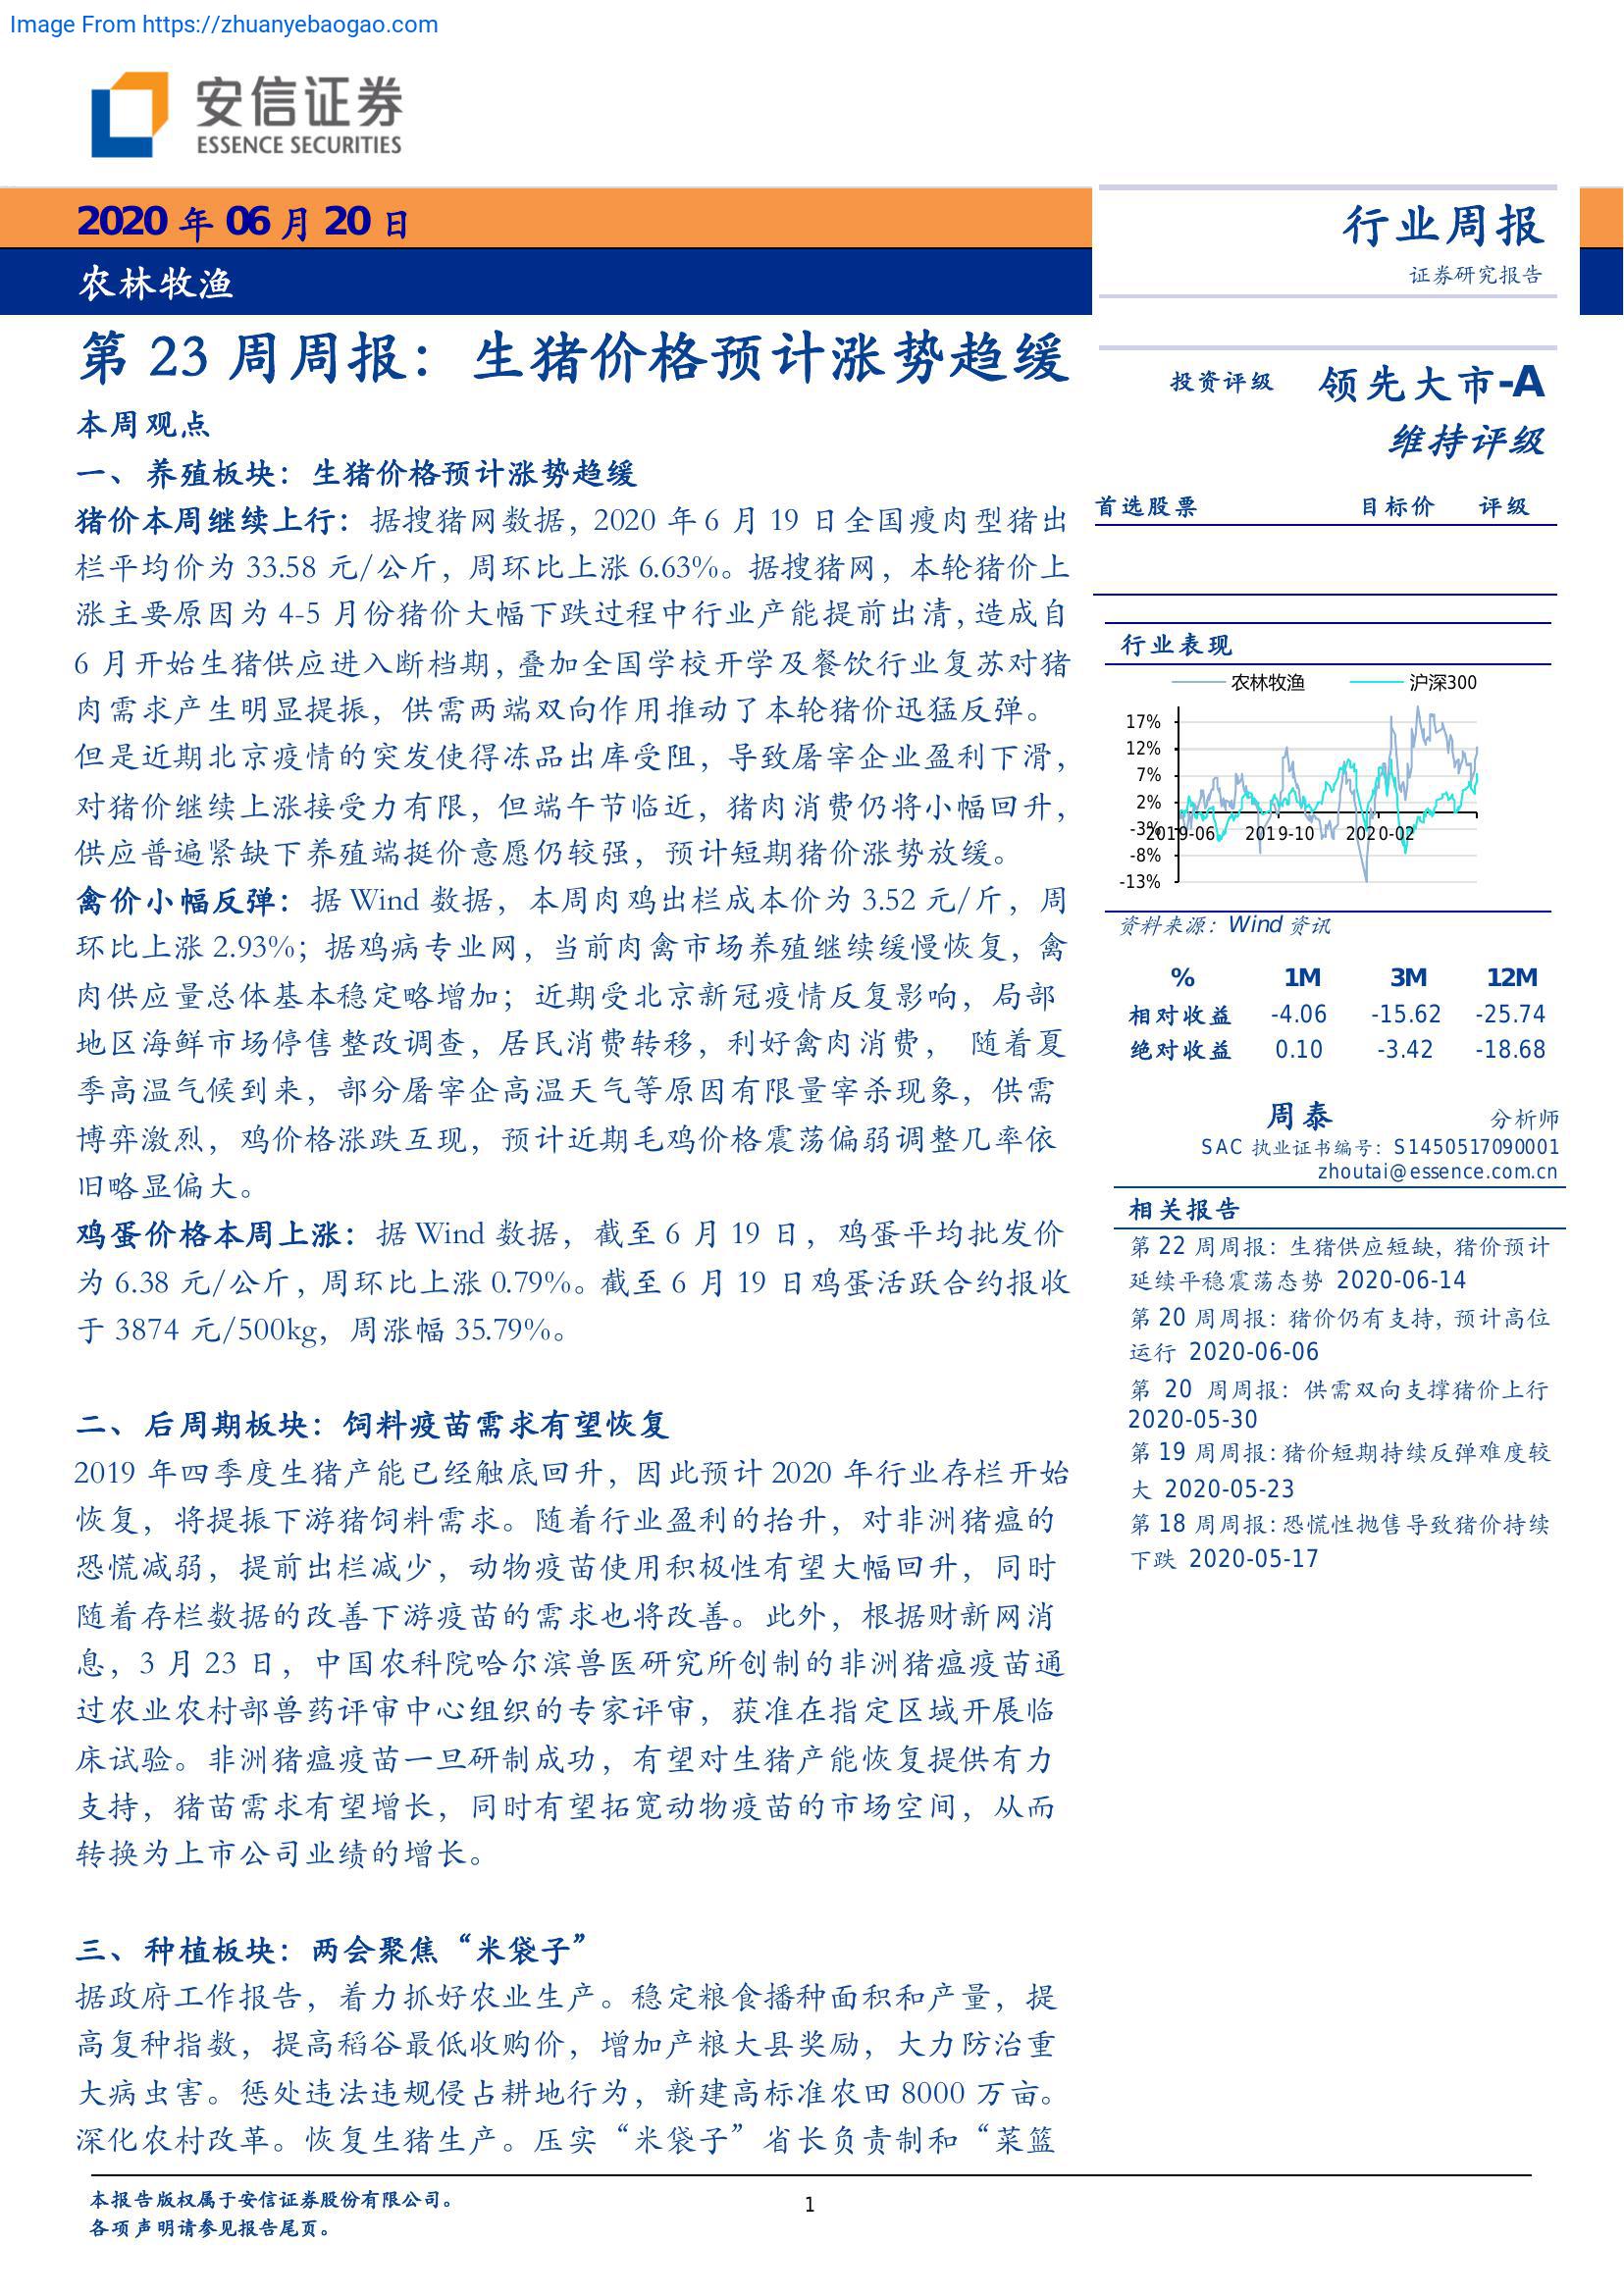 Image From https://zhuanyebaogao.com
安信证券
ESSENCE SECURITIES
2020 年 06 月 20 日
农林牧渔
行业周报
证券研究报告
第 23 周周报：生猪价格预计涨势趋缓
本周观点
一、养殖板块：生猪价格预计涨势趋缓
猪价本周继续上行：据搜猪网数据，2020 年 6 月 19 日全国瘦肉型猪出
栏平均价为 33.58 元/公斤，周环比上涨 6.63%。据搜猪网，本轮猪价上
涨主要原因为 4-5 月份猪价大幅下跌过程中行业产能提前出清，造成自
6 月开始生猪供应进入断档期，叠加全国学校开学及餐饮行业复苏对猪
肉需求产生明显提振，供需两端双向作用推动了本轮猪价迅猛反弹。
但是近期北京疫情的突发使得冻品出库受阻，导致屠宰企业盈利下滑，
对猪价继续上涨接受力有限，但端午节临近，猪肉消费仍将小幅回升，
供应普遍紧缺下养殖端挺价意愿仍较强，预计短期猪价涨势放缓。
禽价小幅反弹：据 Wind 数据，本周肉鸡出栏成本价为 3.52 元/斤，周
环比上涨 2.93%；据鸡病专业网，当前肉禽市场养殖继续缓慢恢复，禽
肉供应量总体基本稳定略增加；近期受北京新冠疫情反复影响，局部
地区海鲜市场停售整改调查，居民消费转移，利好禽肉消费， 随着夏
季高温气候到来，部分屠宰企高温天气等原因有限量宰杀现象，供需
博弈激烈，鸡价格涨跌互现，预计近期毛鸡价格震荡偏弱调整几率依
旧略显偏大。
鸡蛋价格本周上涨：据 Wind 数据，截至 6 月 19 日，鸡蛋平均批发价
为 6.38 元/公斤，周环比上涨 0.79%。截至 6 月 19 日鸡蛋活跃合约报收
于 3874 元/500kg，周涨幅 35.79%。
二、后周期板块：饲料疫苗需求有望恢复
2019 年四季度生猪产能已经触底回升，因此预计 2020 年行业存栏开始
恢复，将提振下游猪饲料需求。随着行业盈利的抬升，对非洲猪瘟的
恐慌减弱，提前出栏减少，动物疫苗使用积极性有望大幅回升，同时
随着存栏数据的改善下游疫苗的需求也将改善。此外，根据财新网消
息，3 月 23 日，中国农科院哈尔滨兽医研究所创制的非洲猪瘟疫苗通
过农业农村部兽药评审中心组织的专家评审，获准在指定区域开展临
床试验。非洲猪瘟疫苗一旦研制成功，有望对生猪产能恢复提供有力
支持，猪苗需求有望增长，同时有望拓宽动物疫苗的市场空间，从而
转换为上市公司业绩的增长。
三、种植板块：两会聚焦“米袋子”
据政府工作报告，着力抓好农业生产。稳定粮食播种面积和产量，提
高复种指数，提高稻谷最低收购价，增加产粮大县奖励，大力防治重
大病虫害。惩处违法违规侵占耕地行为，新建高标准农田 8000 万亩。
深化农村改革。恢复生猪生产。压实“米袋子”省长负责制和“菜篮
投资评级 领先大市-A
维持评级
首选股票 目标价 评级
行业表现
农林牧渔 沪深300
17%
12%
7%
2%
-3%
2019-06 2019-10 2020-02
-8%
-13%
资料来源：Wind 资讯
% 1M 3M 12M
相对收益 -4.06 -15.62 -25.74
绝对收益 0.10 -3.42 -18.68
周泰 分析师
SAC 执业证书编号：S1450517090001
zhoutai@essence.com.cn
相关报告
第 22 周周报：生猪供应短缺，猪价预计
延续平稳震荡态势 2020-06-14
第 20 周周报：猪价仍有支持，预计高位
运行 2020-06-06
第 20 周周报：供需双向支撑猪价上行
2020-05-30
第 19 周周报：猪价短期持续反弹难度较
大 2020-05-23
第 18 周周报：恐慌性抛售导致猪价持续
下跌 2020-05-17
本报告版权属于安信证券股份有限公司。
各项声明请参见报告尾页。
1